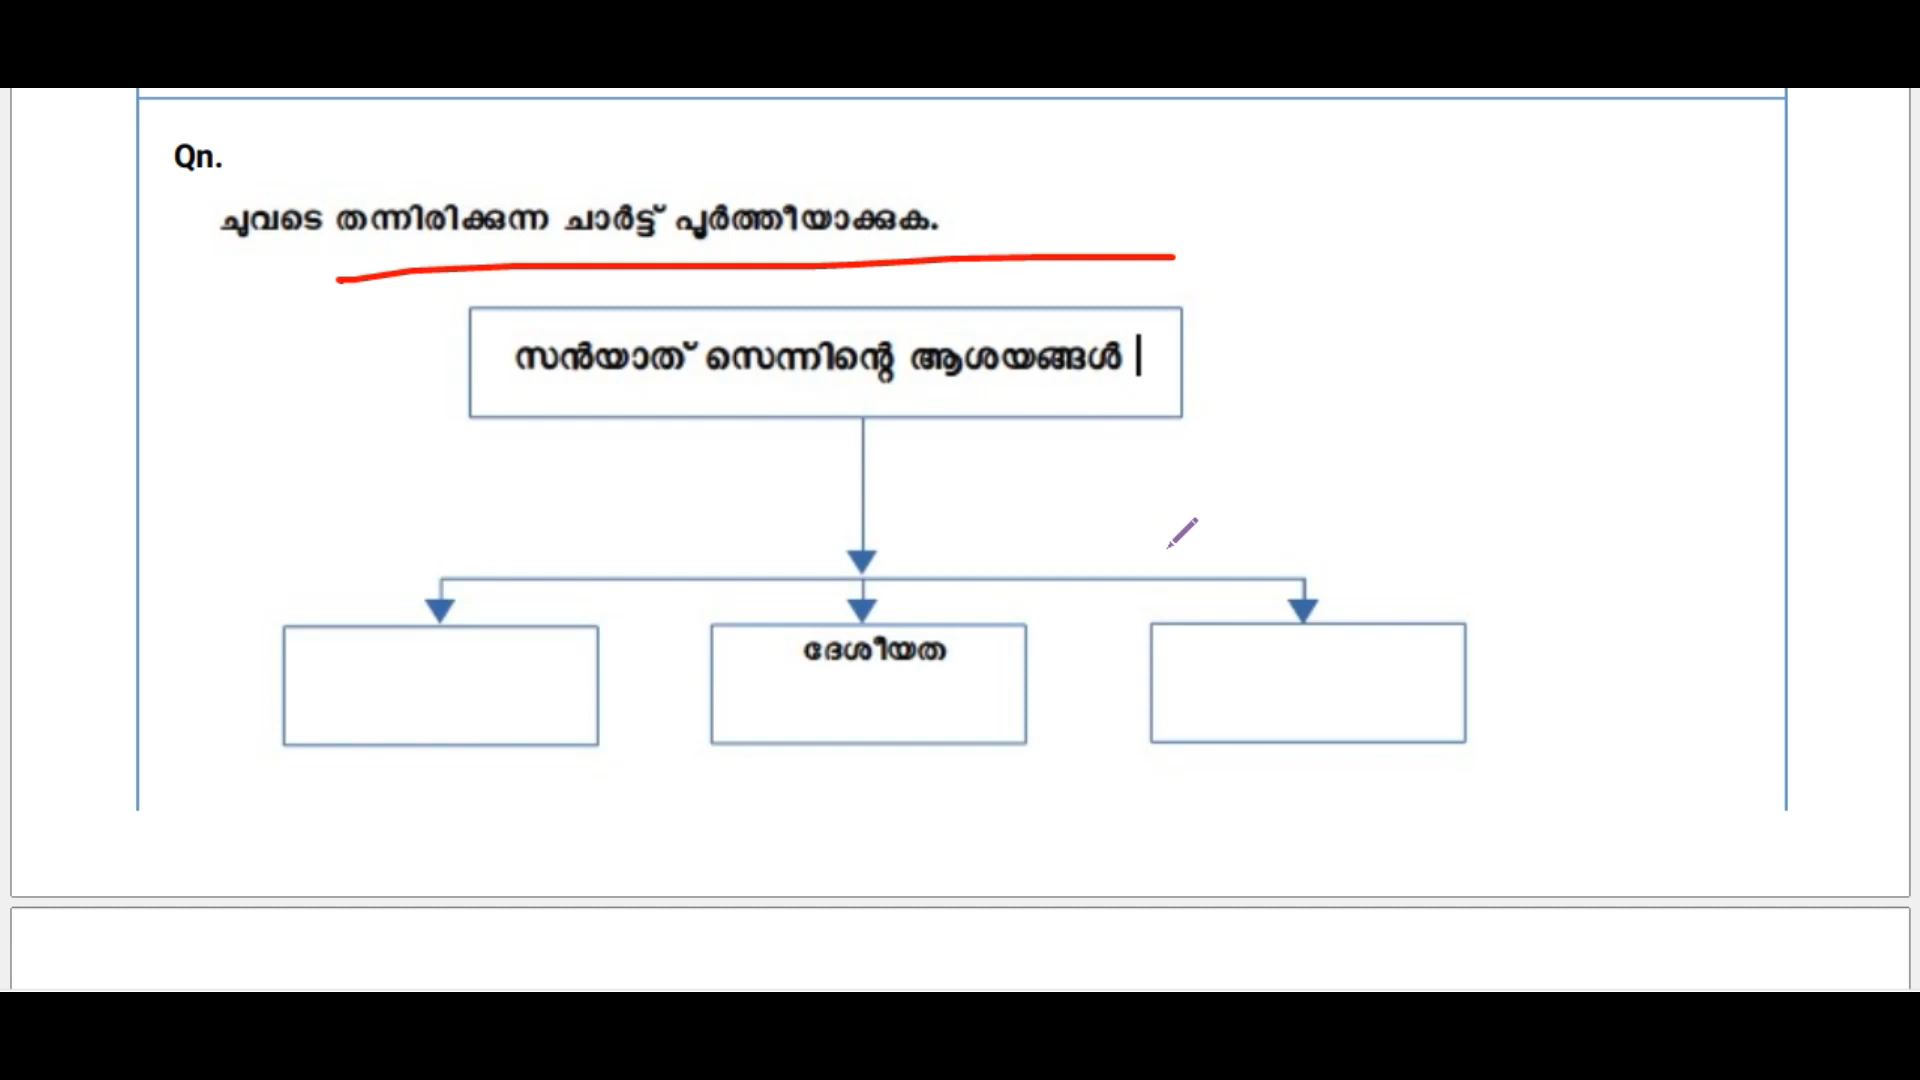 Qn.
ചുവടെ തന്നിരിക്കുന്ന ചാർട്ട് പൂർത്തീയാക്കുക.
സൻയാത് സെന്നിന്റെ ആശയങ്ങൾ
ദേശീയത